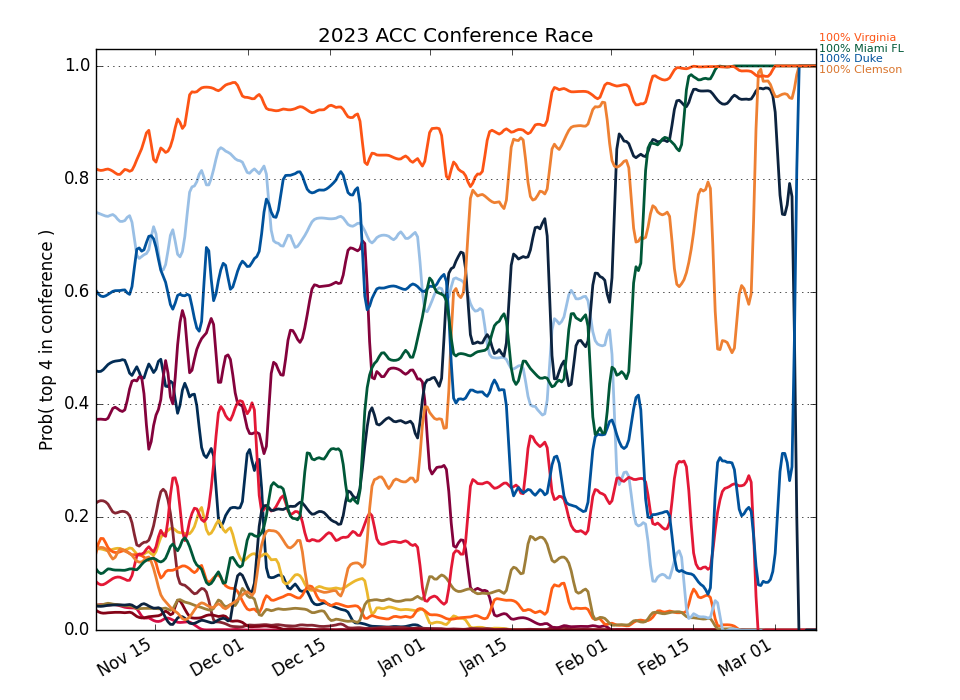 2023 ACC Conference Race
100% Virginia
100% Miami FL
100% Duke
100% Clemson
Prob( top 4 in conference )
1.0
0.8
0.6
0.4
0.2
0.0
Nov 15
Dec 01
Dec 15
Jan 01
Jan 15
Feb 01
Feb 15
Mar 01